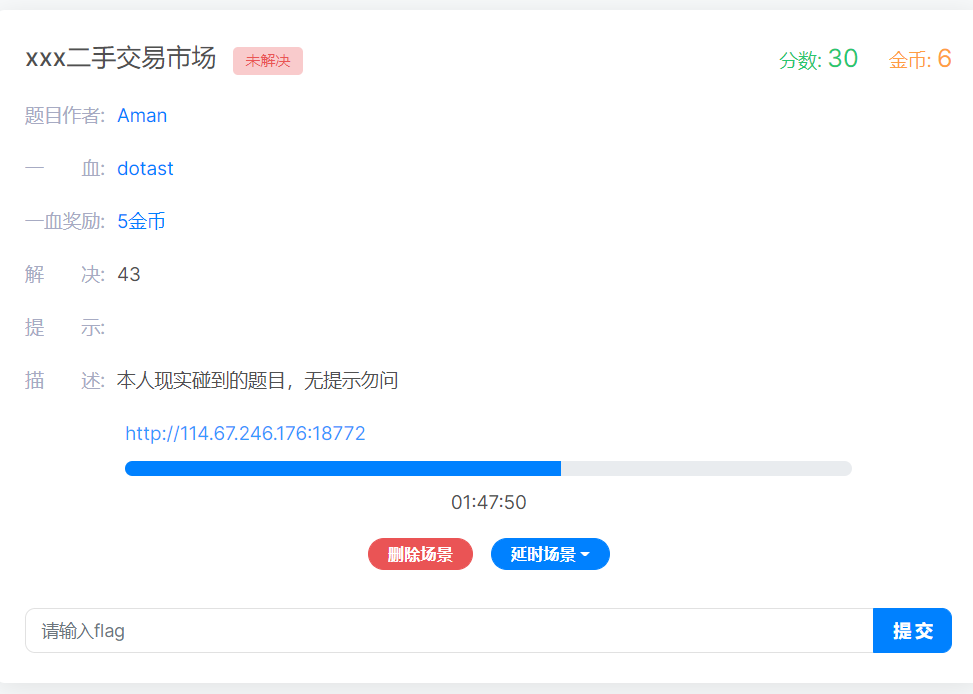 xxx二手交易市场 未解决 分数: 30 金币: 6
题目作者: Aman
一 血: dotast
一血奖励: 5金币
解 决: 43
提 示:
描 述: 本人现实碰到的题目，无提示勿问
http://114.67.246.176:18772
01:47:50
删除场景 延时场景
请输入flag 提交